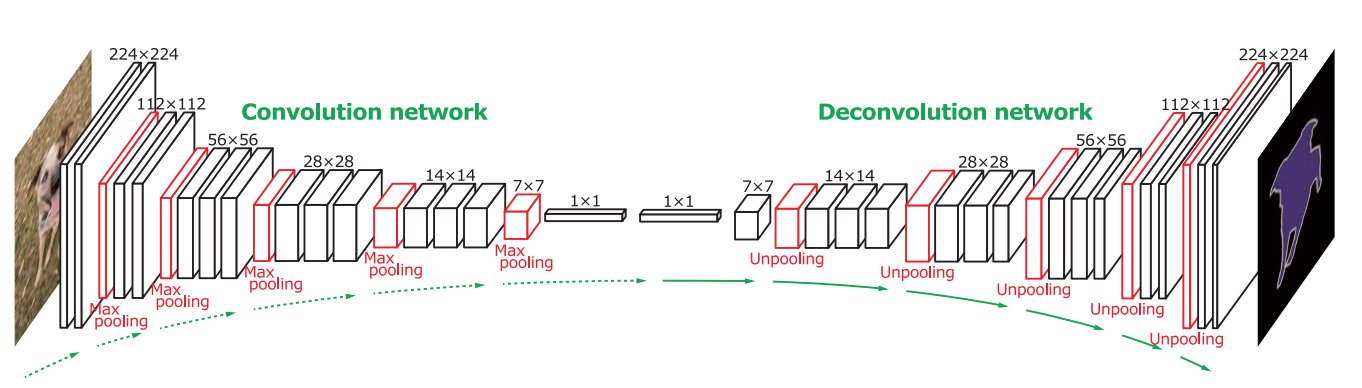 224×224
112×112
Convolution network
56×56
28×28
14×14
7×7
1×1
1×1
Deconvolution network
7×7
14×14
28×28
56×56
112×112
224×224
Max
pooling
Max
pooling
Max
pooling
Max
pooling
Max
pooling
Unpooling
Unpooling
Unpooling
Unpooling
Unpooling